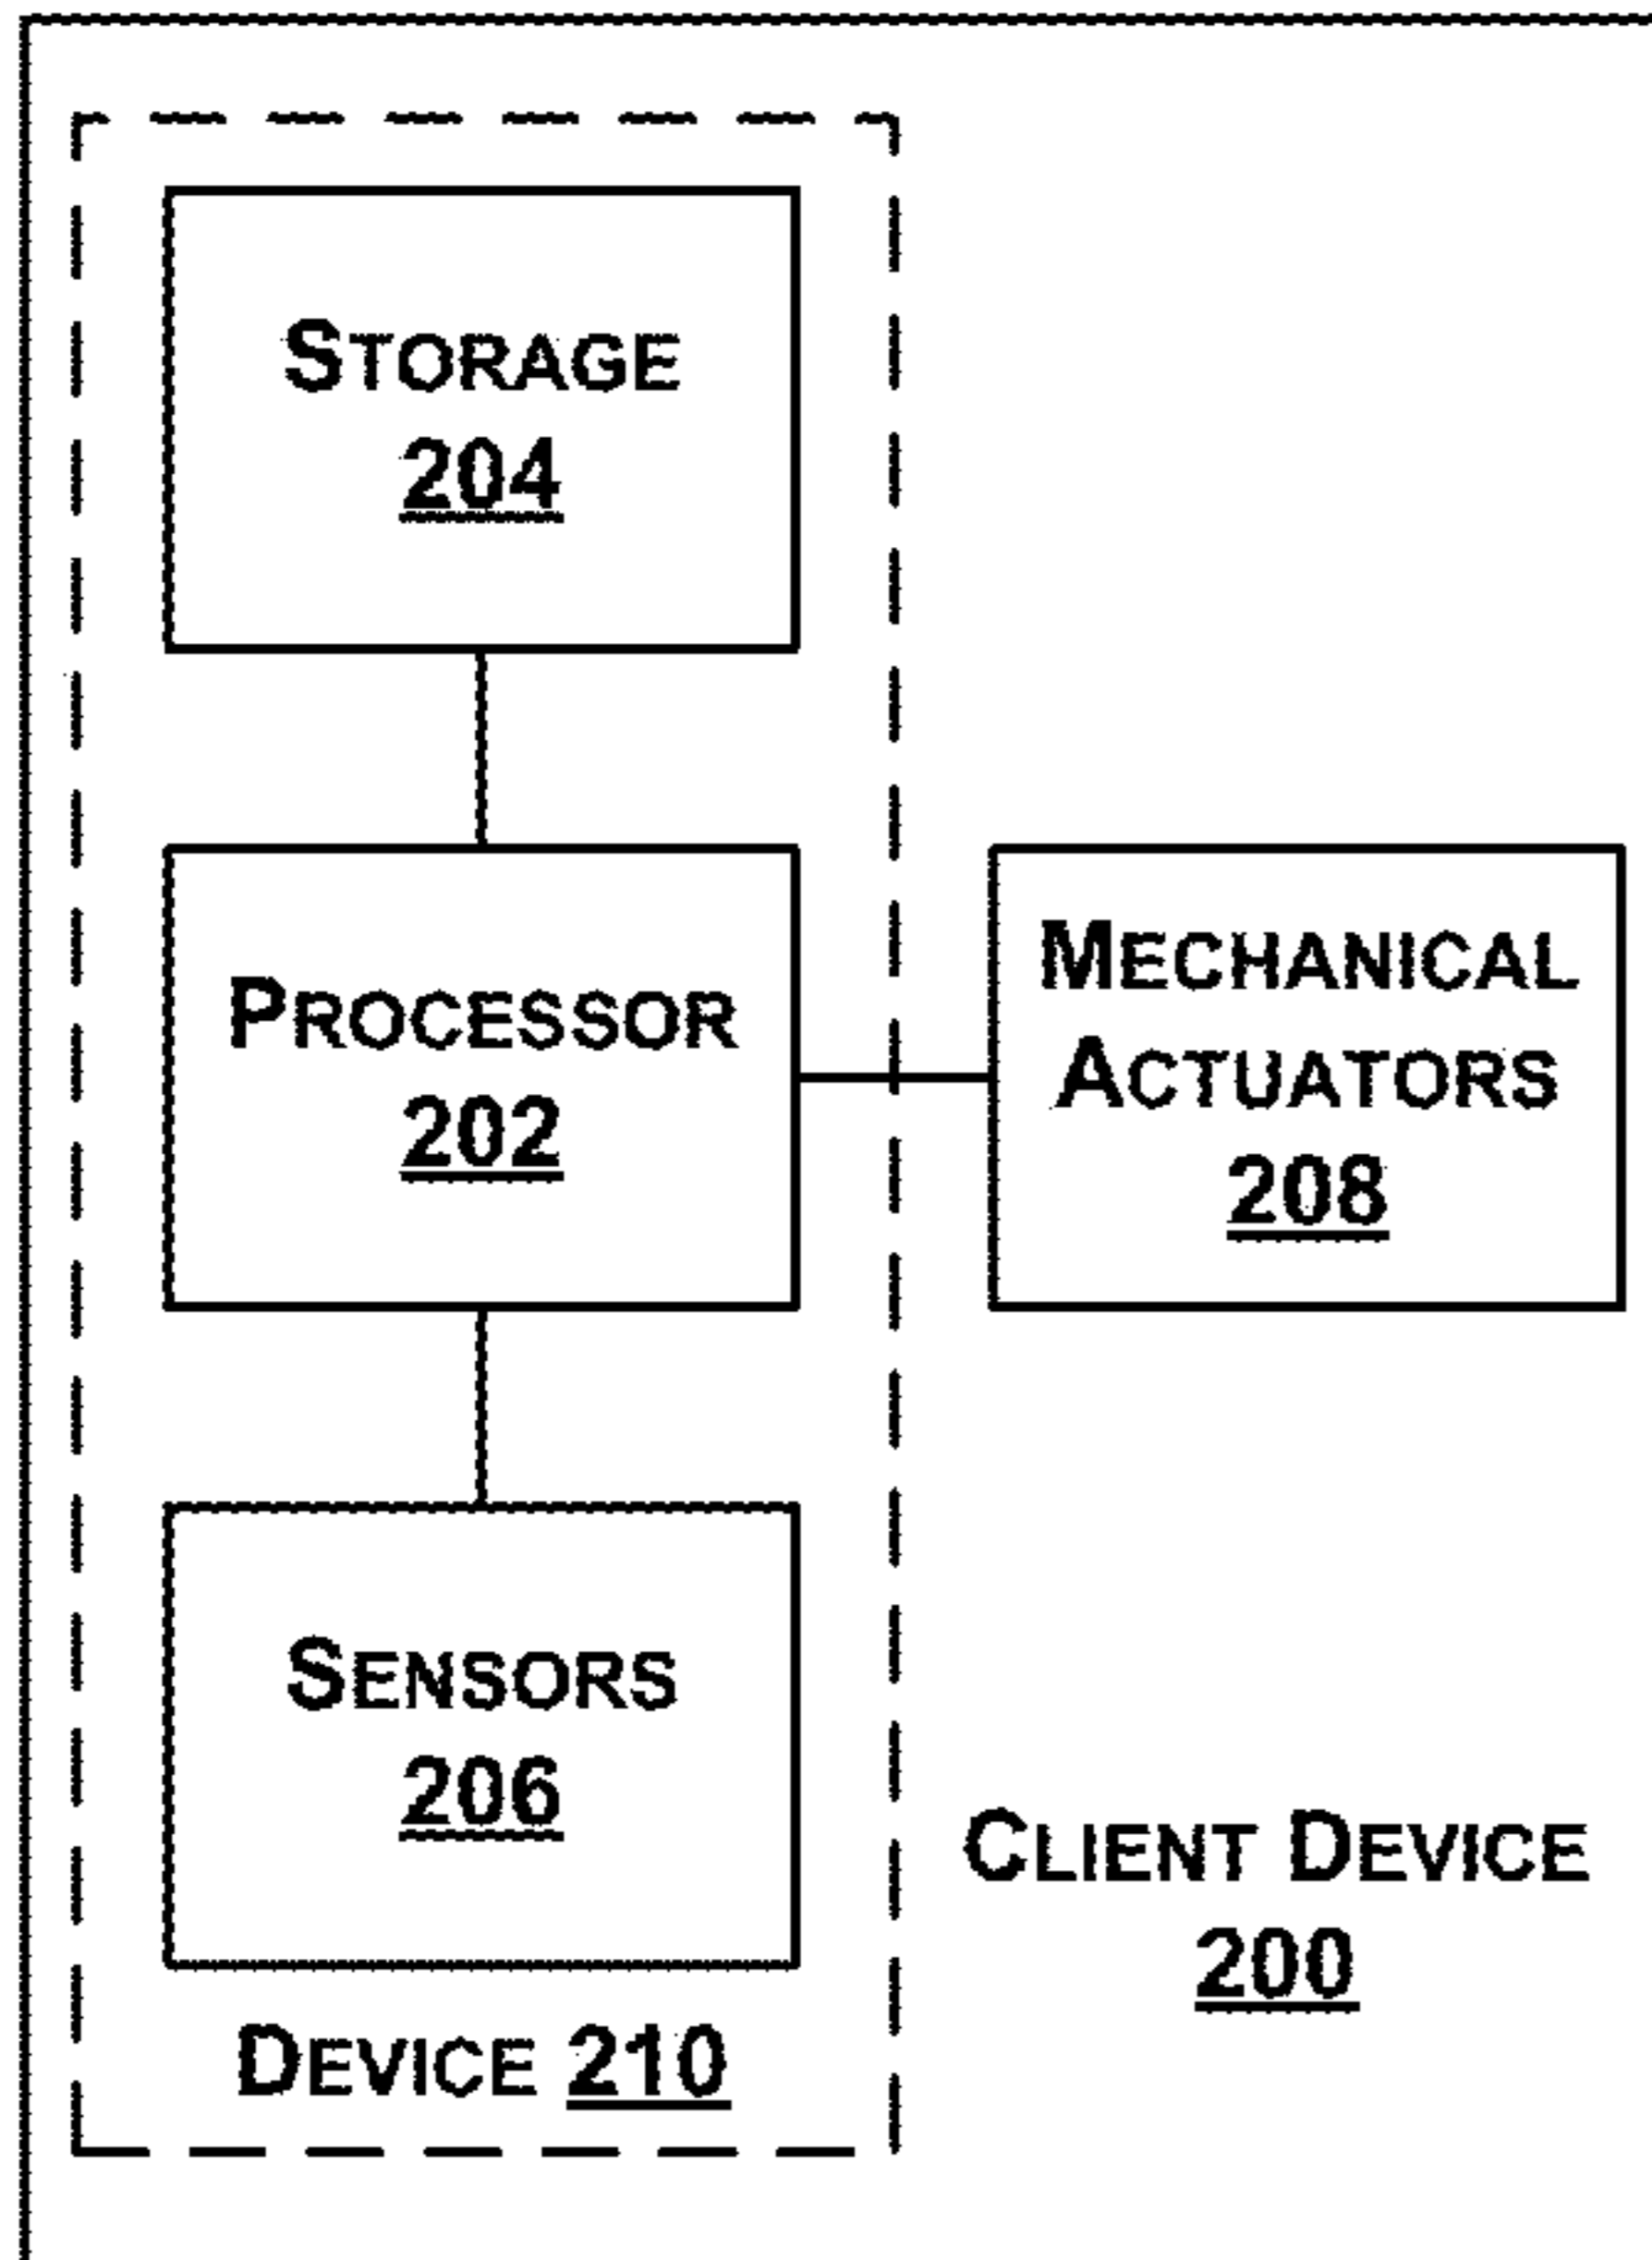 STORAGE
204
PROCESSOR
202
MECHANICAL
ACTUATORS
208
SENSORS
206
CLIENT DEVICE
200
DEVICE 210